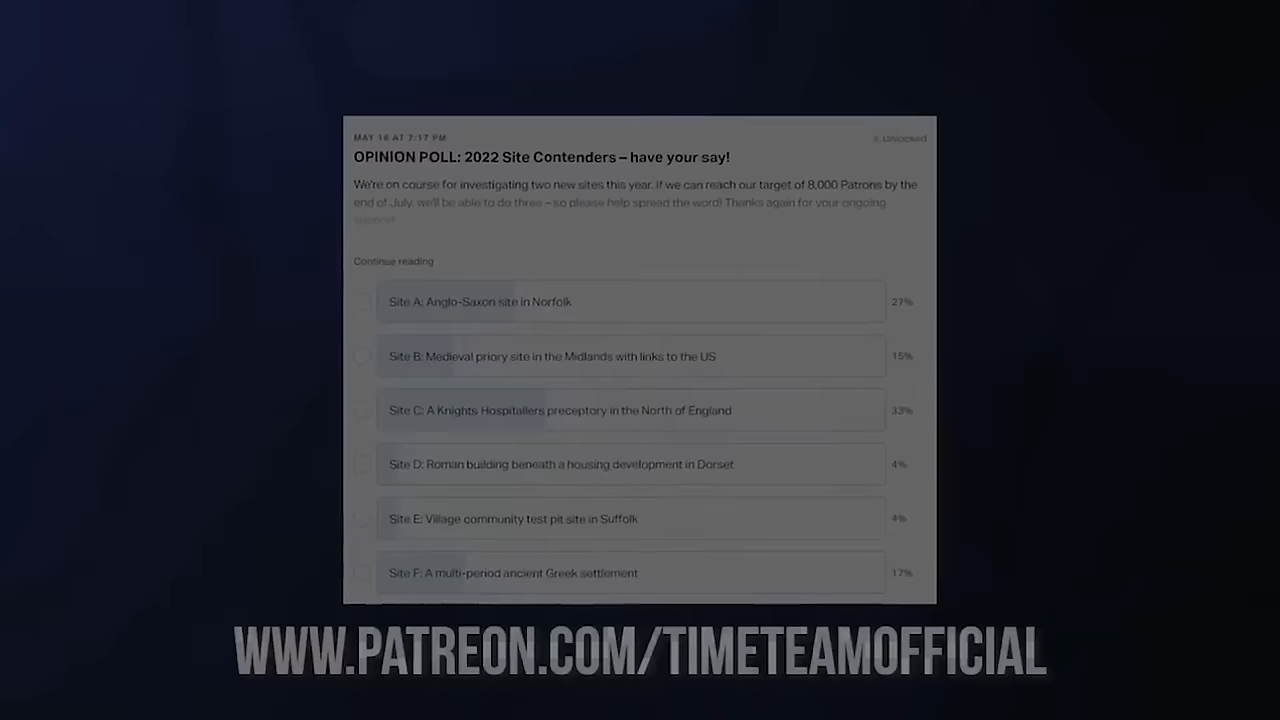 MAY 18 AT 7:17 PM
Unlocked
OPINION POLL: 2022 Site Contenders – have your say!
We're on course for investigating two new sites this year. If we can reach our target of 8,000 Patrons by the
end of July, we'll be able to do three – so please help spread the word! Thanks again for your ongoing
support
Continue reading
Site A: Anglo-Saxon site in Norfolk 27%
Site B: Medieval priory site in the Midlands with links to the US 15%
Site C: A Knights Hospitallers preceptory in the North of England 33%
Site D: Roman building beneath a housing development in Dorset 4%
Site E: Village community test pit site in Suffolk 4%
Site F: A multi-period ancient Greek settlement 17%
WWW.PATREON.COM/TIMETEAMOFFICIAL